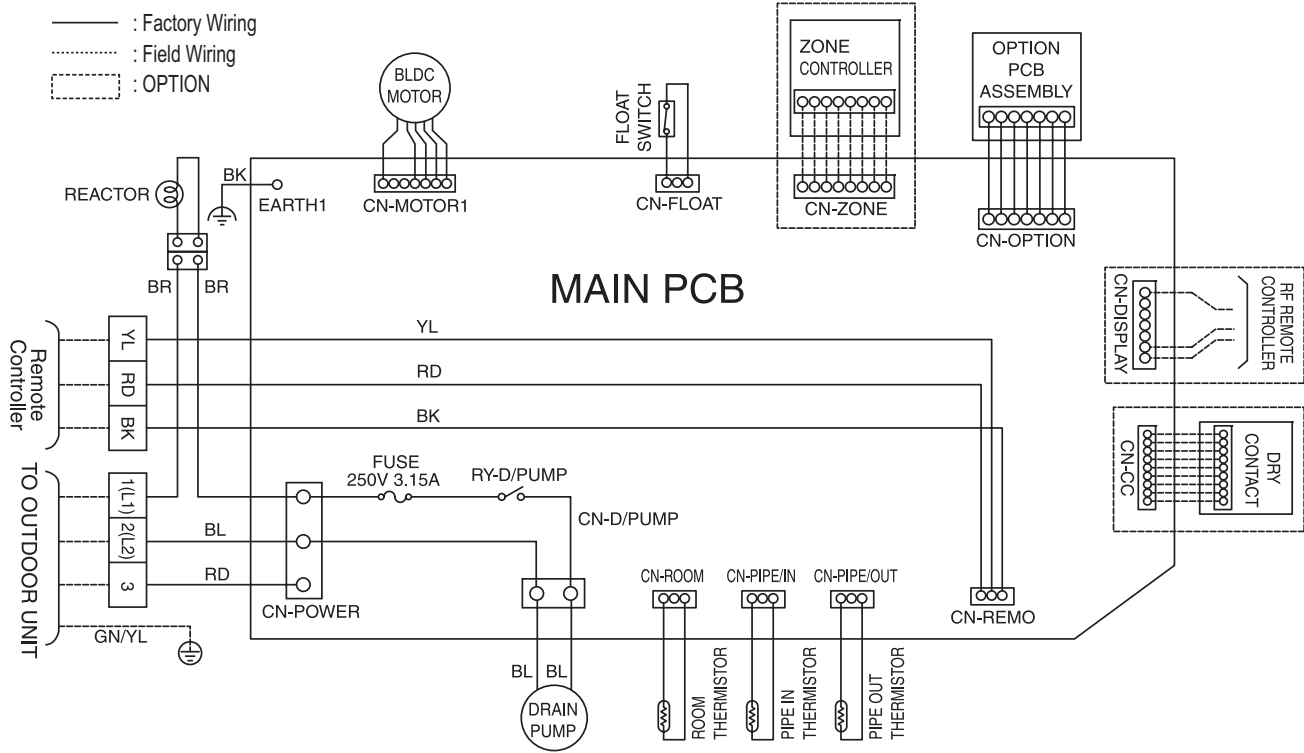 : Factory Wiring
: Field Wiring
: OPTION
BLDC
MOTOR
FLOAT
SWITCH
ZONE
CONTROLLER
OPTION
PCB
ASSEMBLY
REACTOR
BK
EARTH1
CN-MOTOR1
CN-FLOAT
CN-ZONE
CN-OPTION
BR
BR
MAIN PCB
CN-DISPLAY
RF REMOTE
CONTROLLER
Remote
Controller
YL
RD
BK
YL
RD
BK
CN-CC
DRY
CONTACT
TO OUTDOOR UNIT
1(L1)
2(L2)
3
BL
RD
GN/YL
FUSE
250V 3.15A
RY-D/PUMP
CN-D/PUMP
CN-POWER
CN-ROOM
CN-PIPE/IN
CN-PIPE/OUT
CN-REMO
BL
BL
DRAIN
PUMP
ROOM
THERMISTOR
PIPE IN
THERMISTOR
PIPE OUT
THERMISTOR